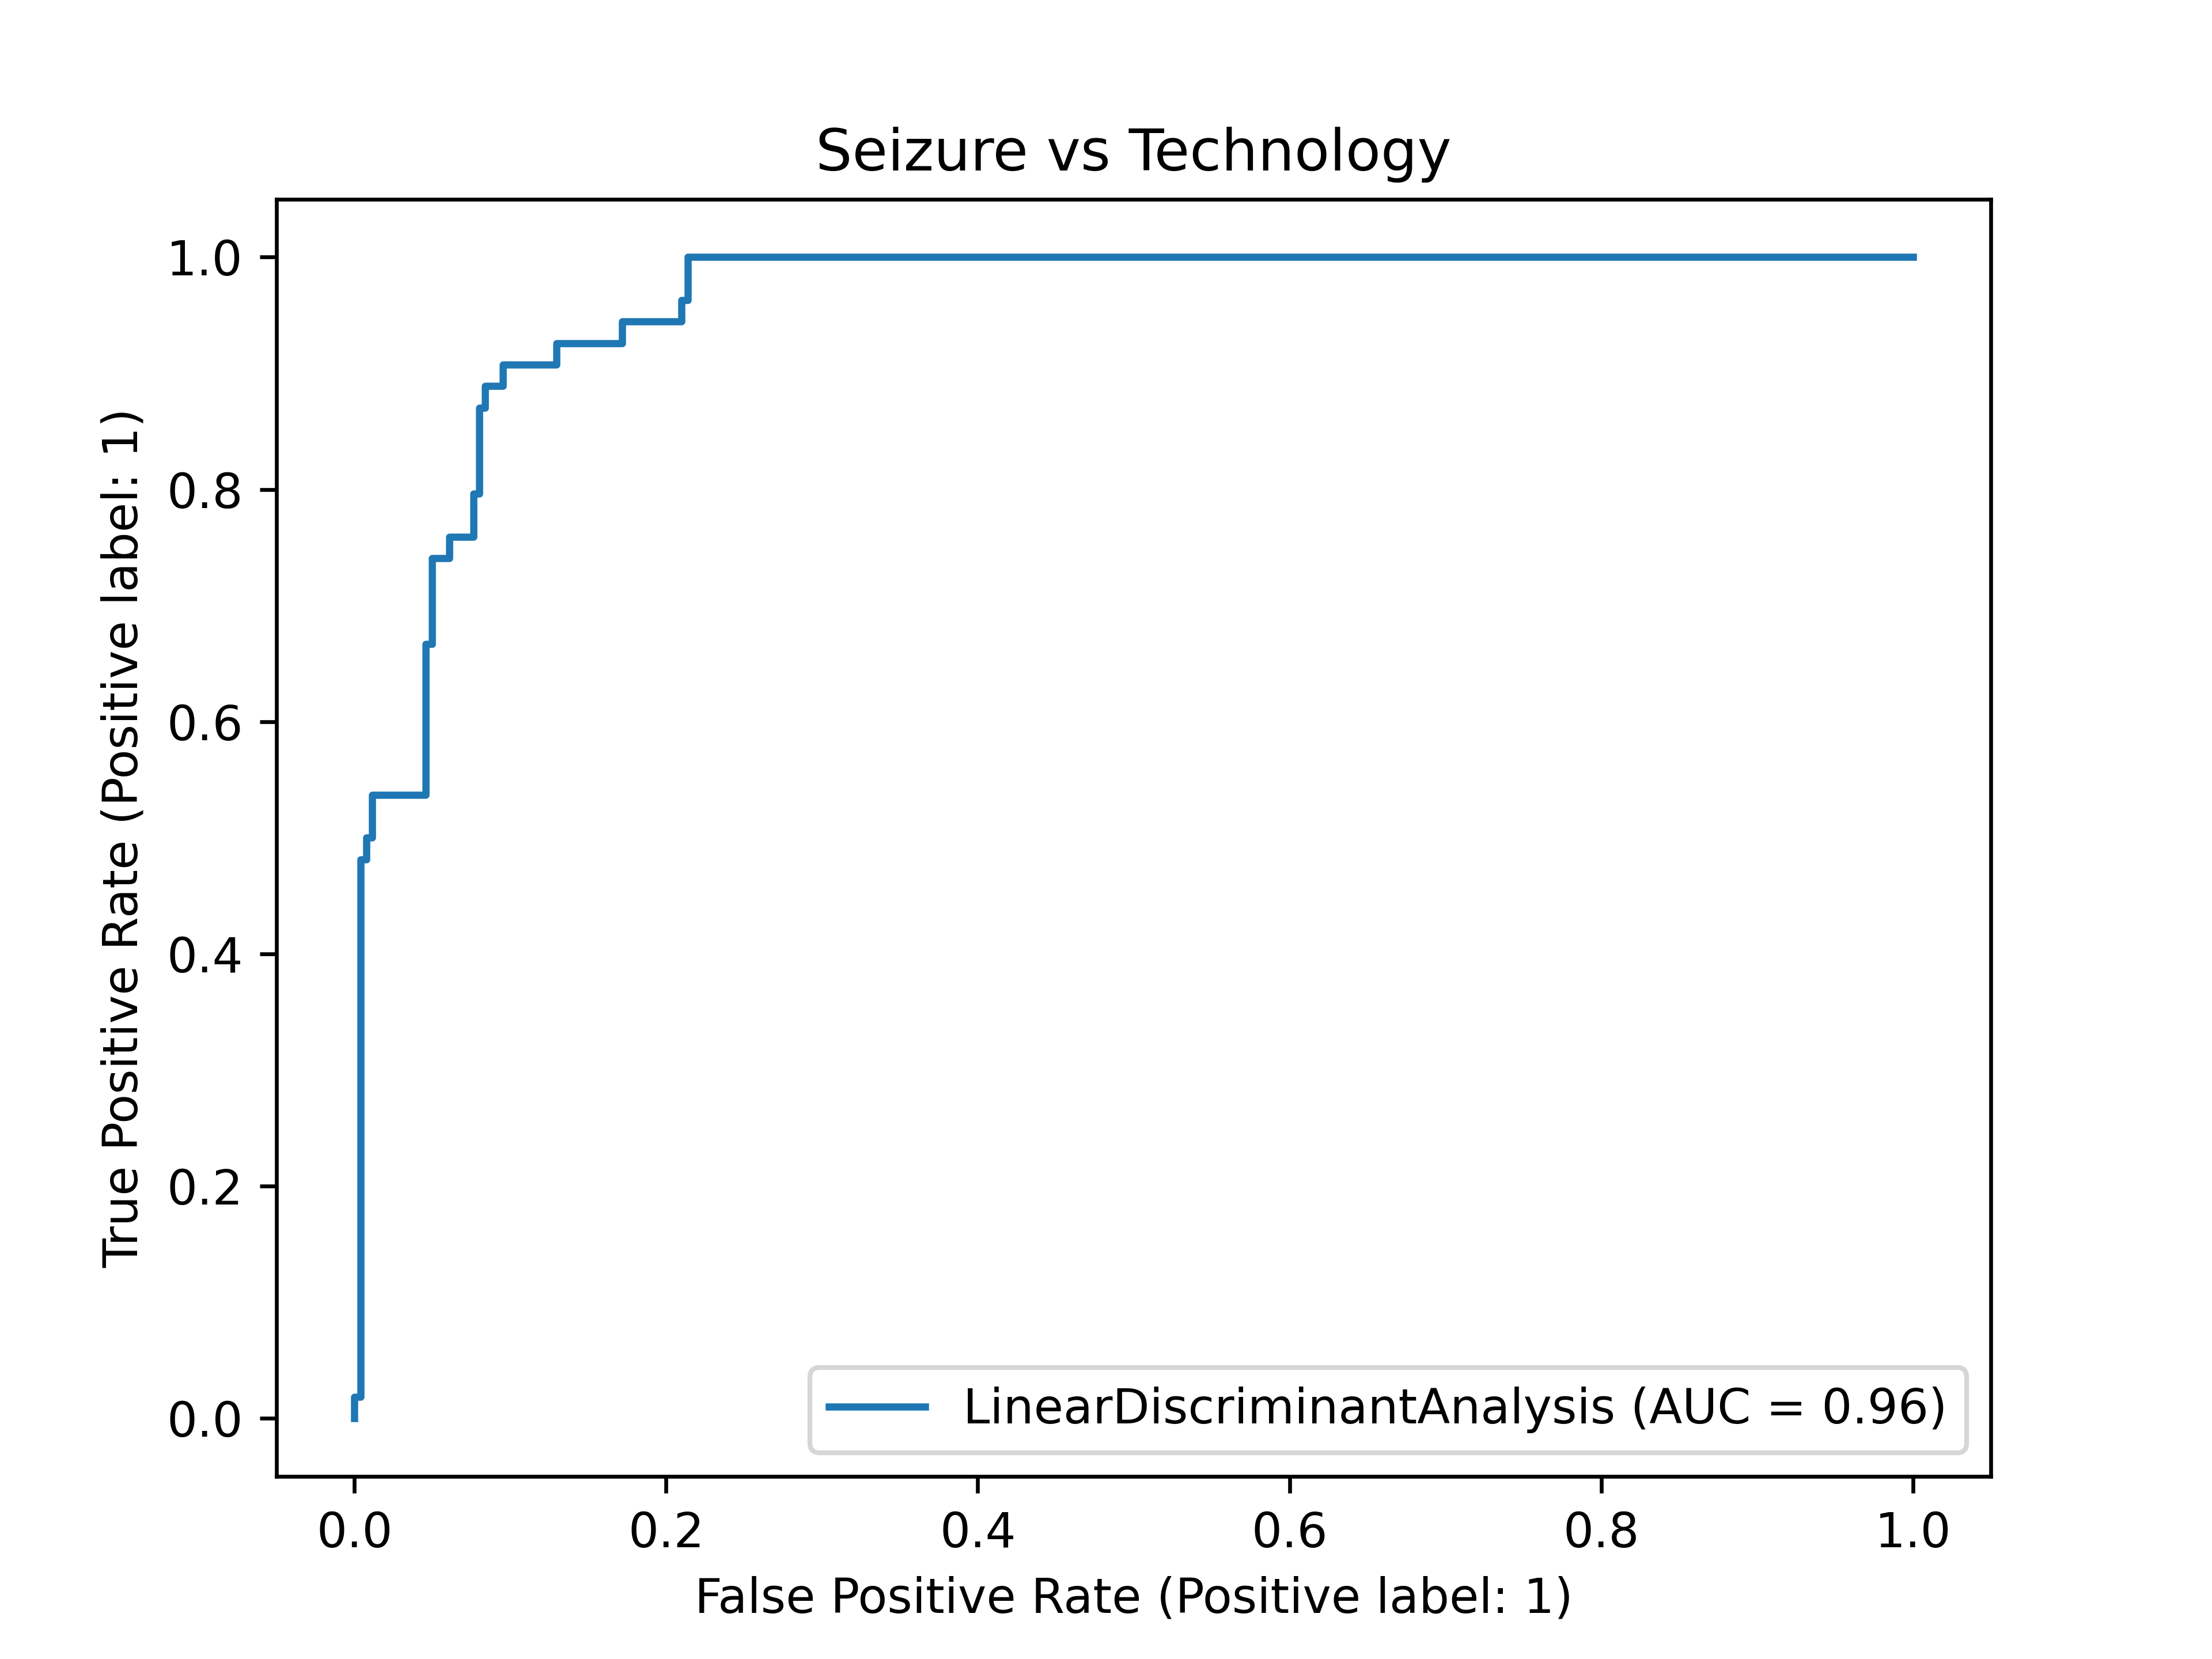 Seizure vs Technology
1.0
0.8
0.6
0.4
0.2
0.0
True Positive Rate (Positive label: 1)
LinearDiscriminantAnalysis (AUC = 0.96)
0.0 0.2 0.4 0.6 0.8 1.0
False Positive Rate (Positive label: 1)